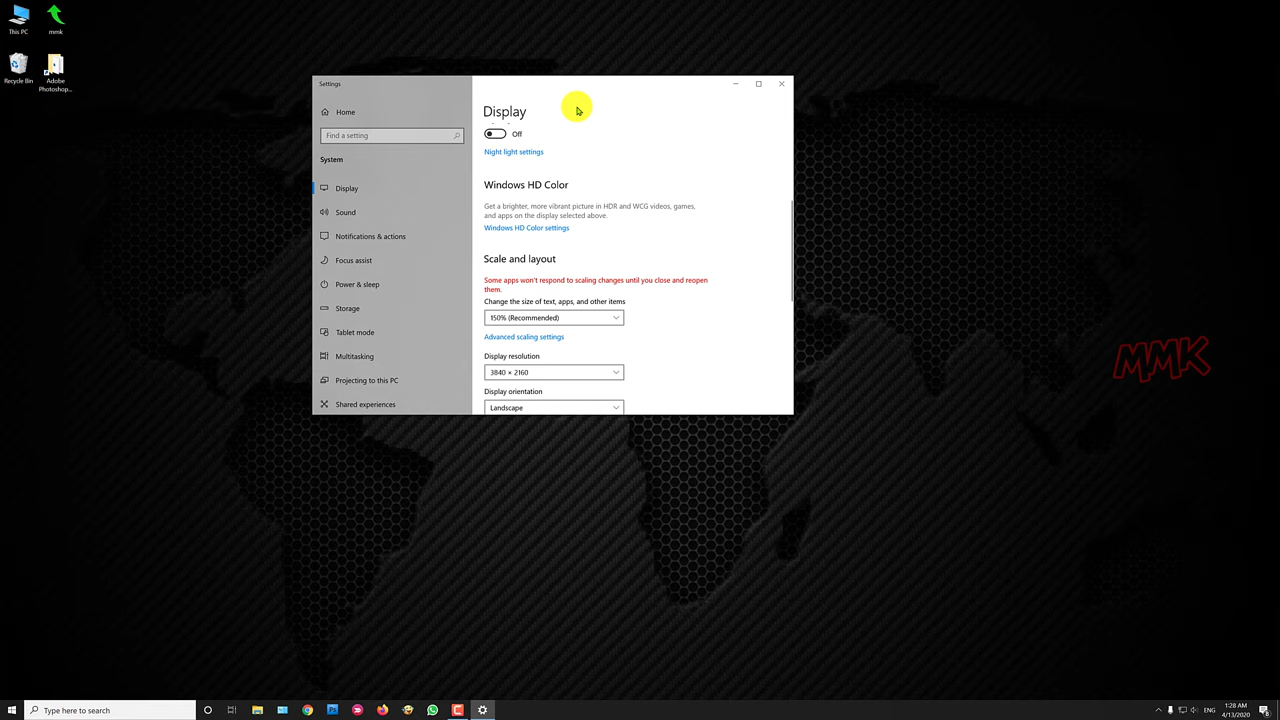 This PC
mmk
Recycle Bin
Adobe
Photoshop...
Settings
Home
Find a setting
System
Display
Sound
Notifications & actions
Focus assist
Power & sleep
Storage
Tablet mode
Multitasking
Projecting to this PC
Shared experiences
Display
Off
Night light settings
Windows HD Color
Get a brighter, more vibrant picture in HDR and WCG videos, games,
and apps on the display selected above.
Windows HD Color settings
Scale and layout
Some apps won't respond to scaling changes until you close and reopen
them.
Change the size of text, apps, and other items
150% (Recommended)
Advanced scaling settings
Display resolution
3840 × 2160
Display orientation
Landscape
MMK
Type here to search
Ps
ENG
1:28 AM
4/13/2020